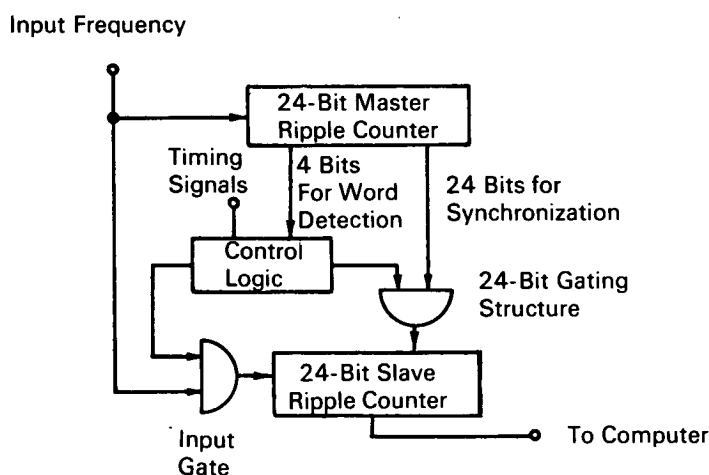 Input Frequency
24-Bit Master
Ripple Counter
Timing
Signals
4 Bits
For Word
Detection
24 Bits for
Synchronization
Control
Logic
24-Bit Gating
Structure
24-Bit Slave
Ripple Counter
Input
Gate
To Computer